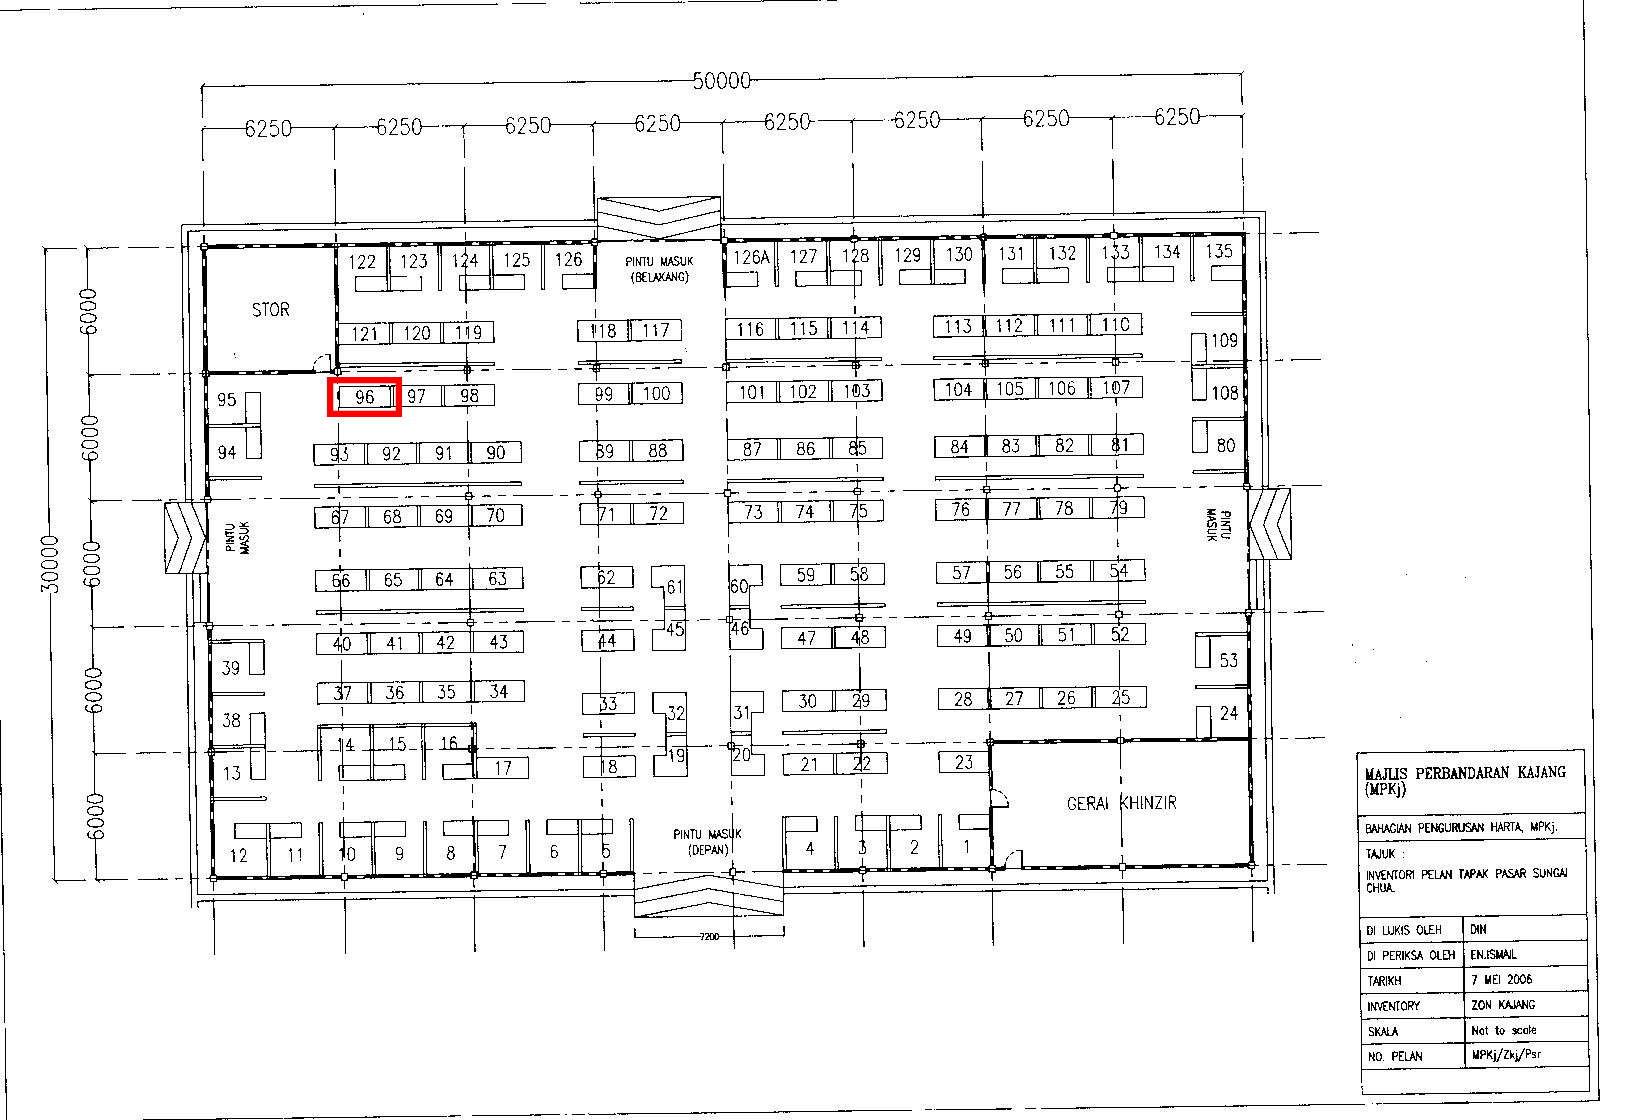 50000
6250 6250 6250 6250 6250 6250 6250 6250
122 123 124 125 126 PINTU MASUK (BELAKANG) 126A 127 128 129 130 131 132 133 134 135
6000 STOR
121 120 119 118 117 116 115 114 113 112 111 110 109
95 96 97 98 99 100 101 102 103 104 105 106 107 108
6000
94 93 92 91 90 89 88 87 86 85 84 83 82 81 80
67 68 69 70 71 72 73 74 75 76 77 78 79
PINTU MASUK
PINTU MASUK
30000 6000
66 65 64 63 62 61 60 59 58 57 56 55 54
39 40 41 42 43 44 45 46 47 48 49 50 51 52 53
6000
38 37 36 35 34 33 32 31 30 29 28 27 26 25 24
13 14 15 16 17 18 19 20 21 22 23
6000 GERAI KHINZIR
12 11 10 9 8 7 6 5 PINTU MASUK (DEPAN) 4 3 2 1
7200
MAJLIS PERBANDARAN KAJANG
(MPKj)
BAHAGIAN PENGURUSAN HARTA, MPKj.
TAJUK :
INVENTORI PELAN TAPAK PASAR SUNGAI
CHUA.
DI LUKIS OLEH DIN
DI PERIKSA OLEH EN.ISMAIL
TARIKH 7 MEI 2006
INVENTORY ZON KAJANG
SKALA Not to scale
NO. PELAN MPKj/Zkj/Psr